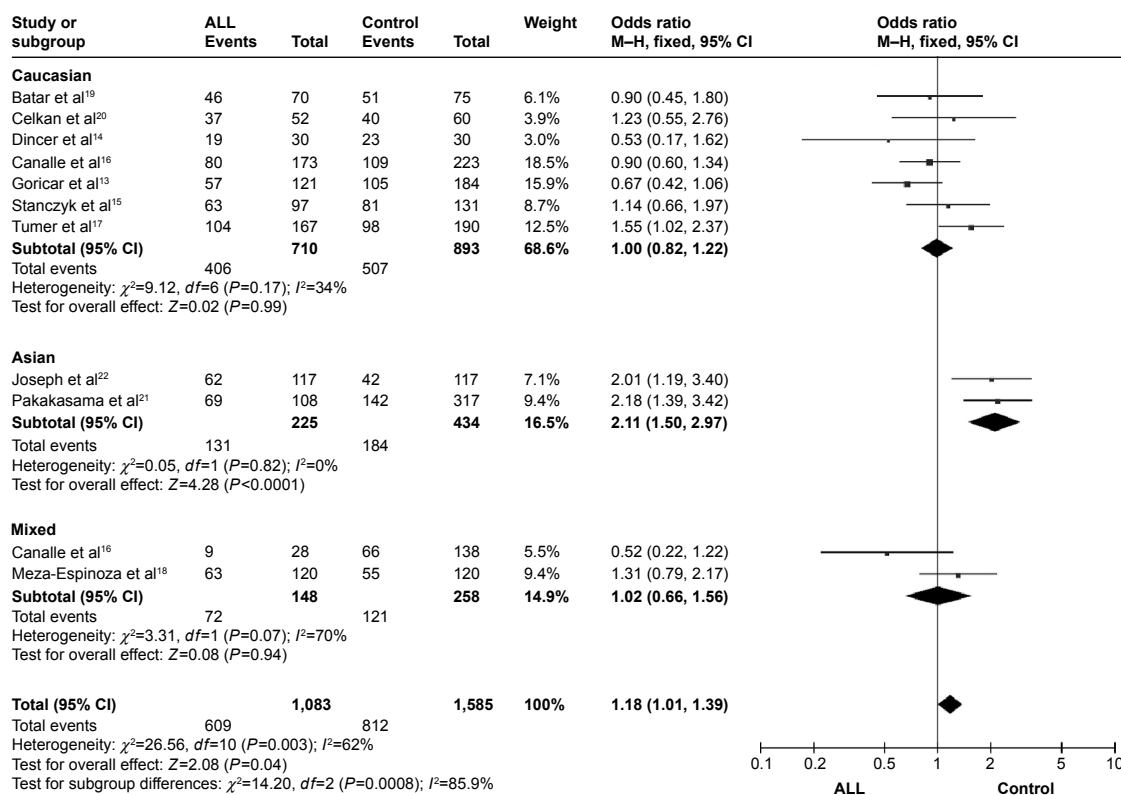 Study or subgroup ALL Events Total Control Events Total Weight Odds ratio M–H, fixed, 95% CI Odds ratio M–H, fixed, 95% CI
Caucasian
Batar et al¹⁹ 46 70 51 75 6.1% 0.90 (0.45, 1.80)
Celkan et al²⁰ 37 52 40 60 3.9% 1.23 (0.55, 2.76)
Dincer et al¹⁴ 19 30 23 30 3.0% 0.53 (0.17, 1.62)
Canalle et al¹⁶ 80 173 109 223 18.5% 0.90 (0.60, 1.34)
Goricar et al¹³ 57 121 105 184 15.9% 0.67 (0.42, 1.06)
Stanczyk et al¹⁵ 63 97 81 131 8.7% 1.14 (0.66, 1.97)
Tumer et al¹⁷ 104 167 98 190 12.5% 1.55 (1.02, 2.37)
Subtotal (95% CI) 710 893 68.6% 1.00 (0.82, 1.22)
Total events 406 507
Heterogeneity: χ²=9.12, df=6 (P=0.17); I²=34%
Test for overall effect: Z=0.02 (P=0.99)
Asian
Joseph et al²² 62 117 42 117 7.1% 2.01 (1.19, 3.40)
Pakakasama et al²¹ 69 108 142 317 9.4% 2.18 (1.39, 3.42)
Subtotal (95% CI) 225 434 16.5% 2.11 (1.50, 2.97)
Total events 131 184
Heterogeneity: χ²=0.05, df=1 (P=0.82); I²=0%
Test for overall effect: Z=4.28 (P<0.0001)
Mixed
Canalle et al¹⁶ 9 28 66 138 5.5% 0.52 (0.22, 1.22)
Meza-Espinoza et al¹⁸ 63 120 55 120 9.4% 1.31 (0.79, 2.17)
Subtotal (95% CI) 148 258 14.9% 1.02 (0.66, 1.56)
Total events 72 121
Heterogeneity: χ²=3.31, df=1 (P=0.07); I²=70%
Test for overall effect: Z=0.08 (P=0.94)
Total (95% CI) 1,083 1,585 100% 1.18 (1.01, 1.39)
Total events 609 812
Heterogeneity: χ²=26.56, df=10 (P=0.003); I²=62%
Test for overall effect: Z=2.08 (P=0.04)
Test for subgroup differences: χ²=14.20, df=2 (P=0.0008); I²=85.9%
0.1 0.2 0.5 1 2 5 10
ALL Control